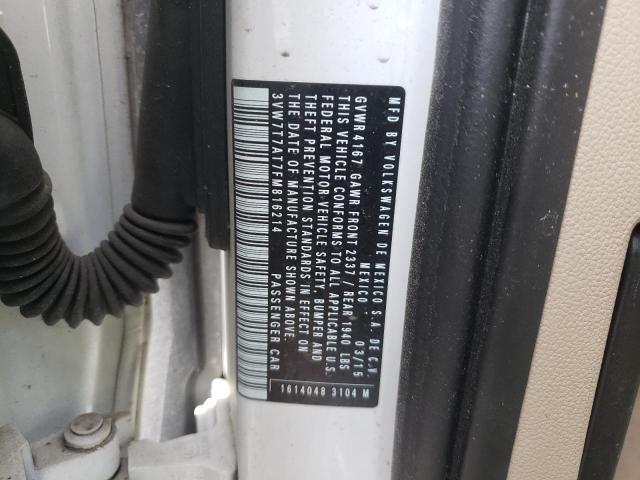 MFD BY VOLKSWAGEN DE MEXICO S.A. DE C.V.
MEXICO 03/15
GVWR 4167 GAWR FRONT 2337/ REAR 1940 LBS
THIS VEHICLE CONFORMS TO ALL APPLICABLE U.S.
FEDERAL MOTOR VEHICLE SAFETY, BUMPER AND
THEFT PREVENTION STANDARDS IN EFFECT ON
THE DATE OF MANUFACTURE SHOWN ABOVE.
3VW777AT7FM816214 PASSENGER CAR
1614048 3104 M